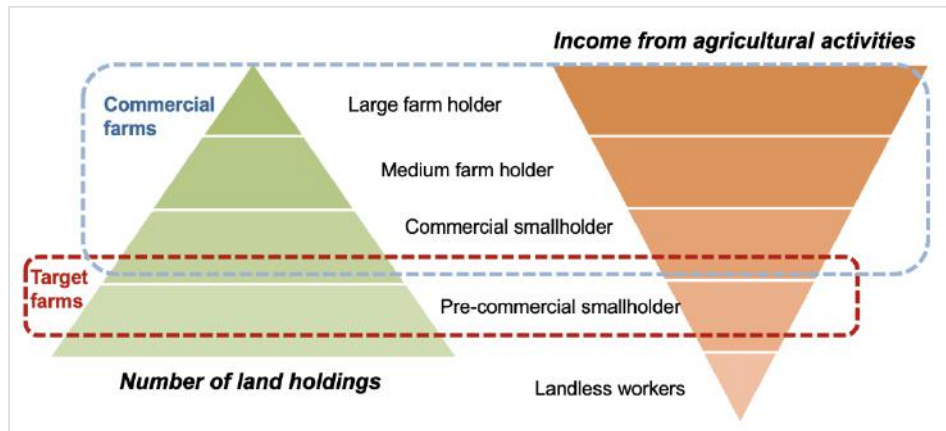 Income from agricultural activities
Commercial
farms
Large farm holder
Medium farm holder
Commercial smallholder
Target
farms
Pre-commercial smallholder
Number of land holdings
Landless workers